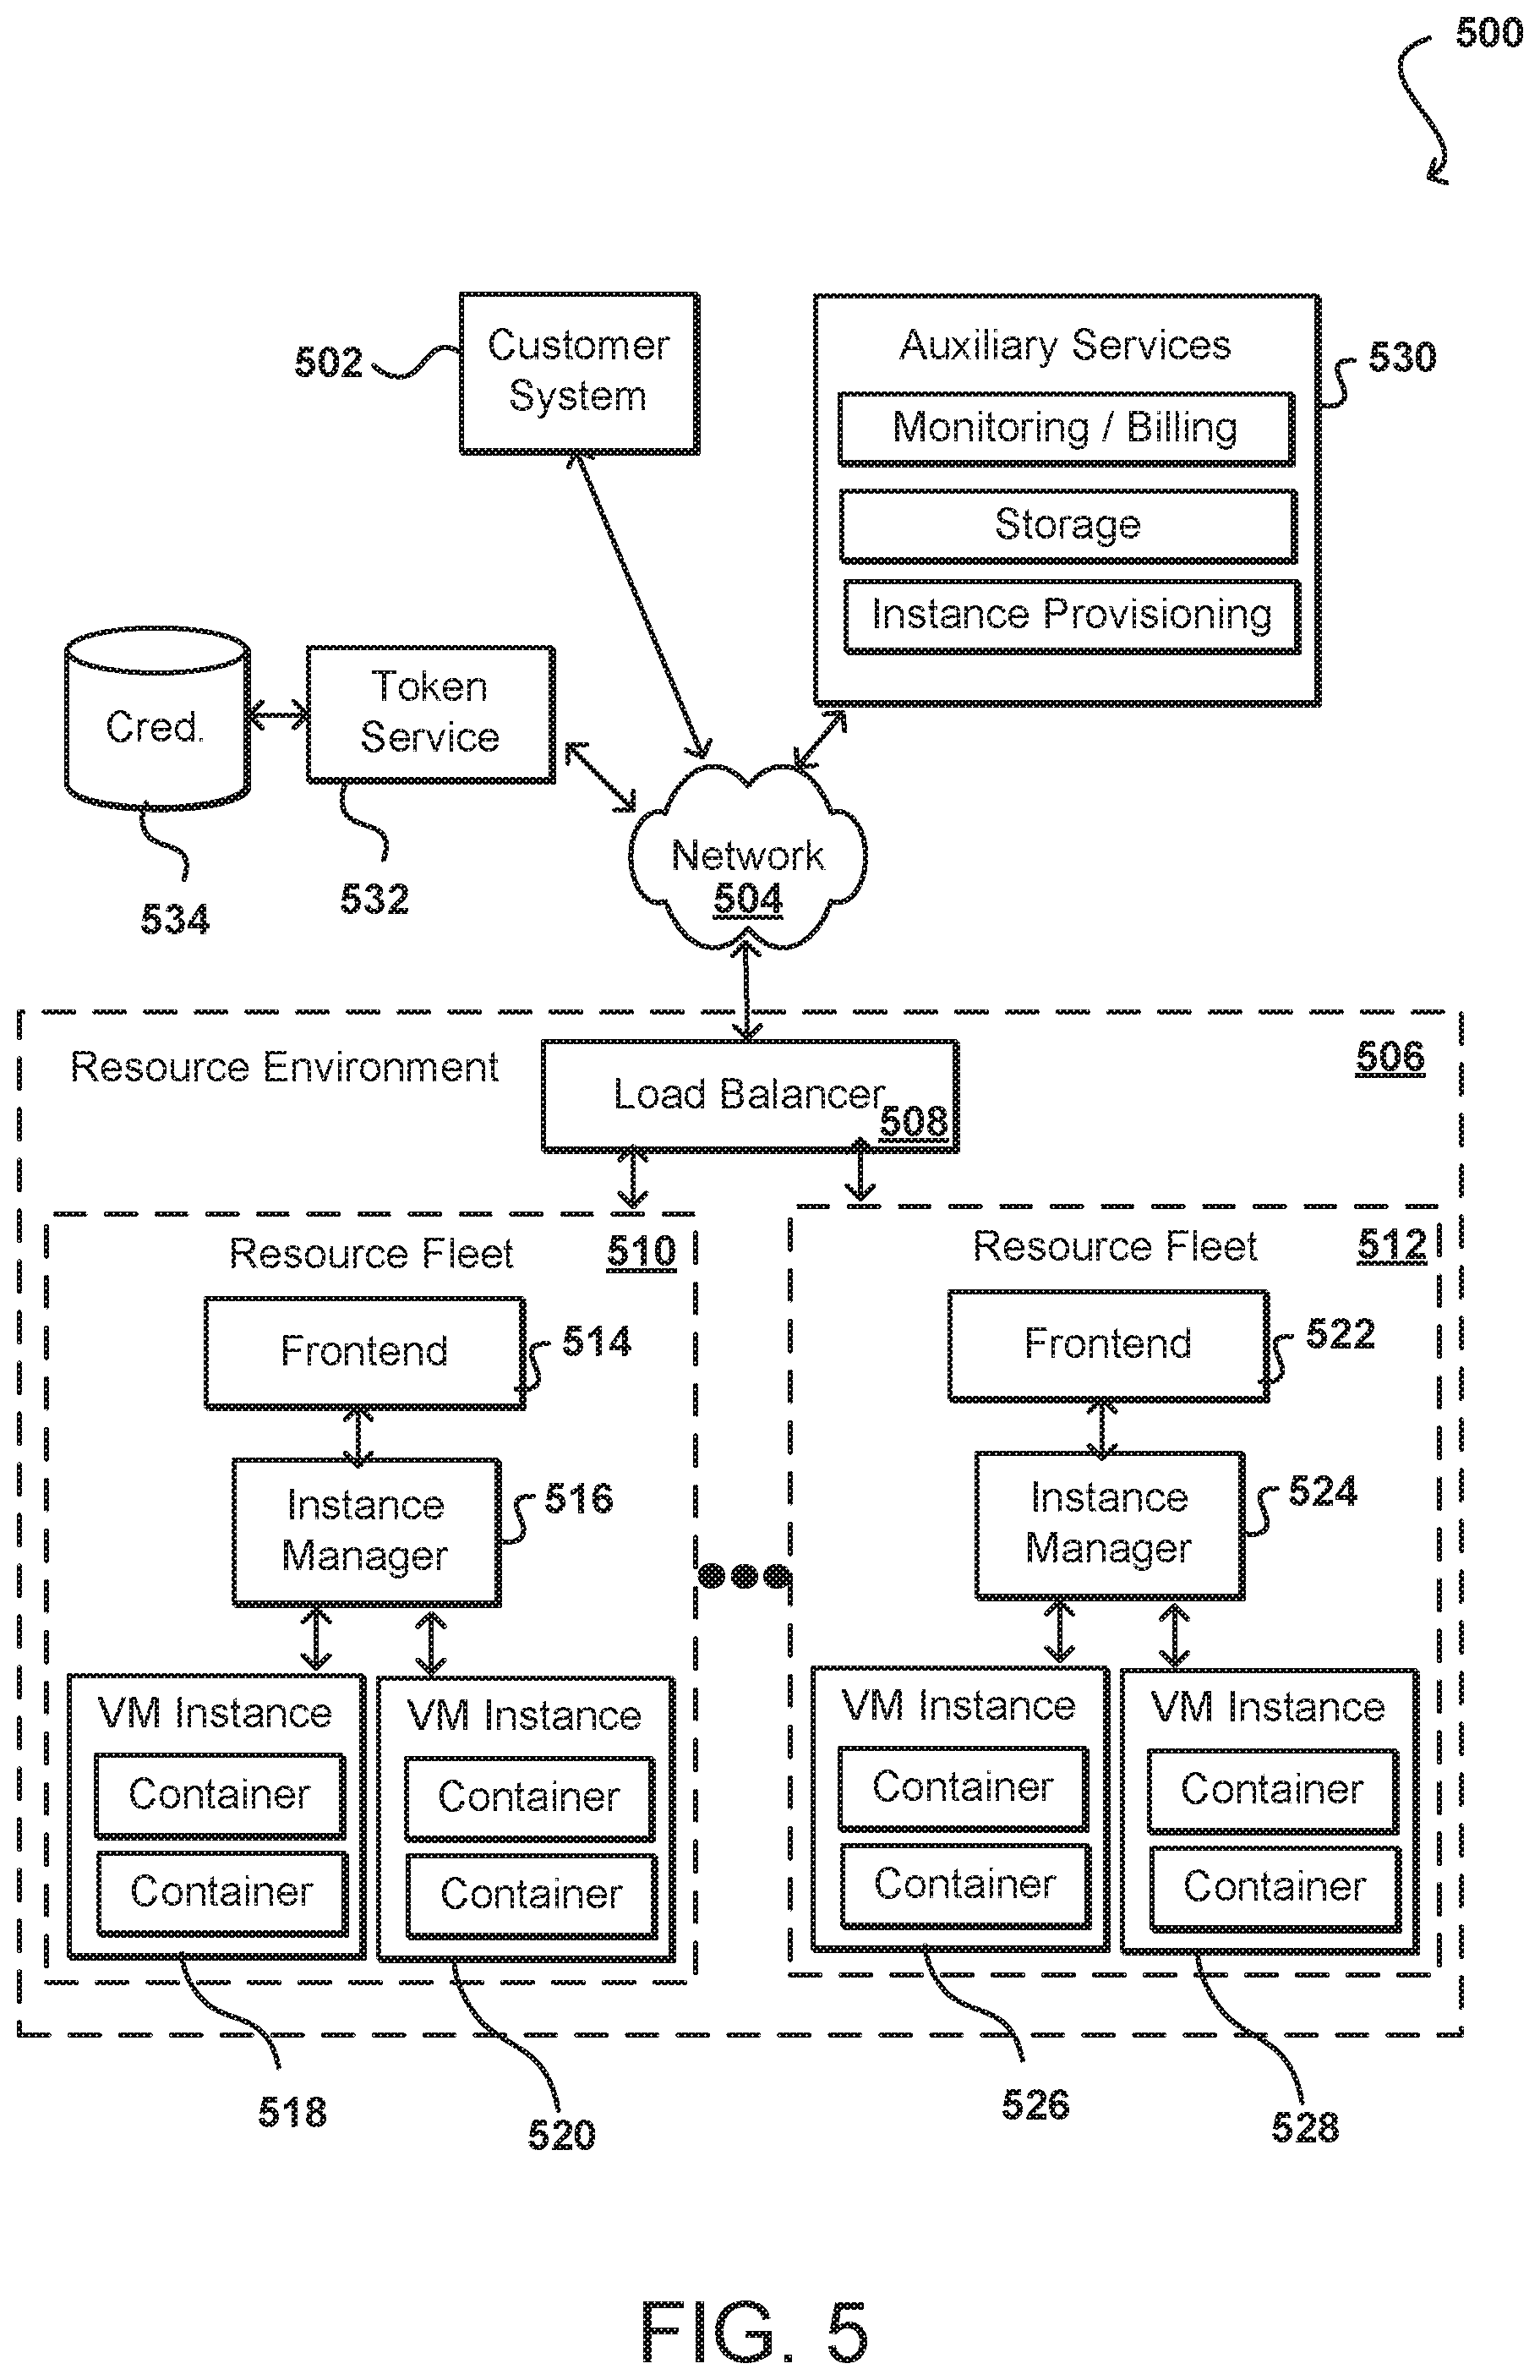 500
Customer
System
502
Auxiliary Services
530
Monitoring / Billing
Storage
Instance Provisioning
Cred.
534
Token
Service
532
Network
504
Resource Environment
506
Load Balancer
508
Resource Fleet
510
Frontend
514
Instance
Manager
516
VM Instance
Container
Container
518
VM Instance
Container
Container
520
Resource Fleet
512
Frontend
522
Instance
Manager
524
VM Instance
Container
Container
526
VM Instance
Container
Container
528
FIG. 5